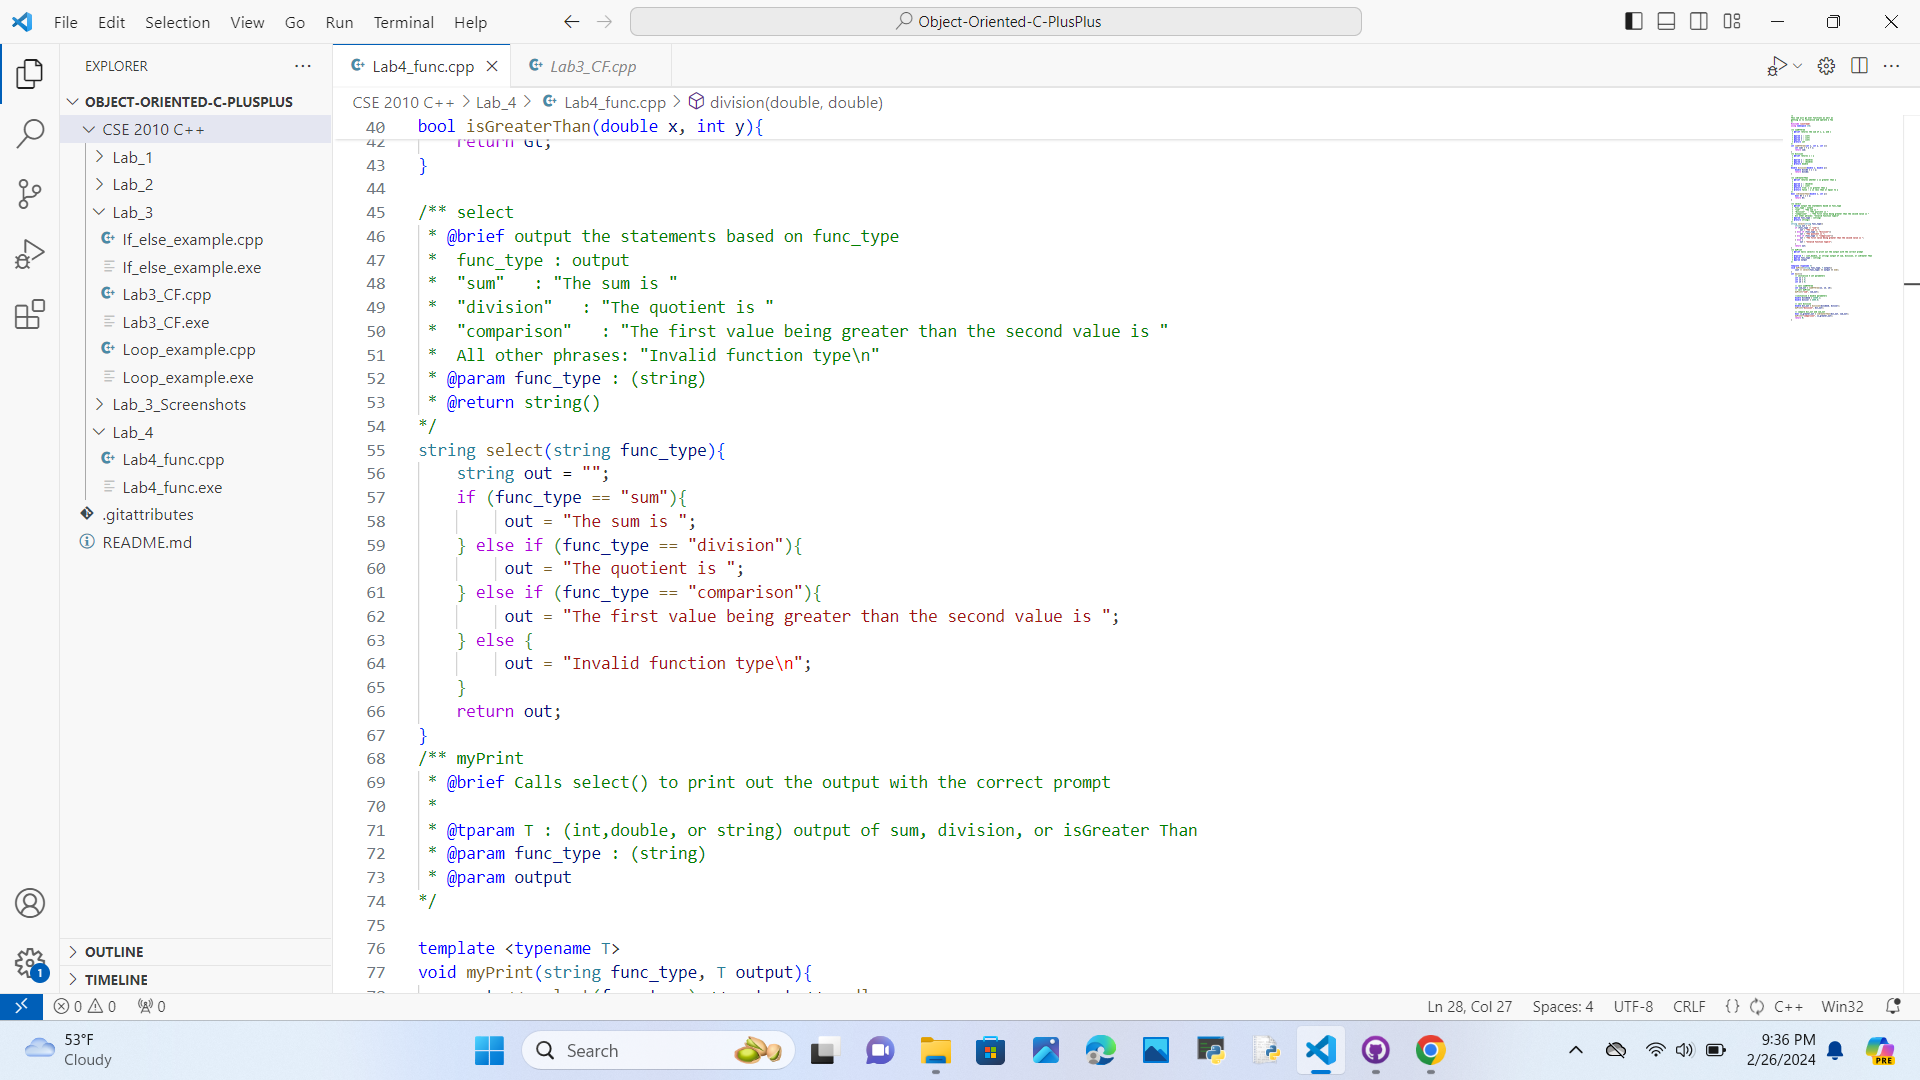 File Edit Selection View Go Run Terminal Help
Object-Oriented-C-PlusPlus
EXPLORER
OBJECT-ORIENTED-C-PLUSPLUS
CSE 2010 C++
Lab_1
Lab_2
Lab_3
If_else_example.cpp
If_else_example.exe
Lab3_CF.cpp
Lab3_CF.exe
Loop_example.cpp
Loop_example.exe
Lab_3_Screenshots
Lab_4
Lab4_func.cpp
Lab4_func.exe
.gitattributes
README.md
OUTLINE
TIMELINE
Lab4_func.cpp Lab3_CF.cpp
CSE 2010 C++ > Lab_4 > Lab4_func.cpp > division(double, double)
40 bool isGreaterThan(double x, int y){
42 return Gt;
43 }
44
45 /** select
46 * @brief output the statements based on func_type
47 * func_type : output
48 * "sum" : "The sum is "
49 * "division" : "The quotient is "
50 * "comparison" : "The first value being greater than the second value is "
51 * All other phrases: "Invalid function type\n"
52 * @param func_type : (string)
53 * @return string()
54 */
55 string select(string func_type){
56 string out = "";
57 if (func_type == "sum"){
58 out = "The sum is ";
59 } else if (func_type == "division"){
60 out = "The quotient is ";
61 } else if (func_type == "comparison"){
62 out = "The first value being greater than the second value is ";
63 } else {
64 out = "Invalid function type\n";
65 }
66 return out;
67 }
68 /** myPrint
69 * @brief Calls select() to print out the output with the correct prompt
70 *
71 * @tparam T : (int,double, or string) output of sum, division, or isGreater Than
72 * @param func_type : (string)
73 * @param output
74 */
75
76 template <typename T>
77 void myPrint(string func_type, T output){
1
0 0 0
Ln 28, Col 27 Spaces: 4 UTF-8 CRLF {} C++ Win32
53°F
Cloudy
Search
PRE
9:36 PM
2/26/2024